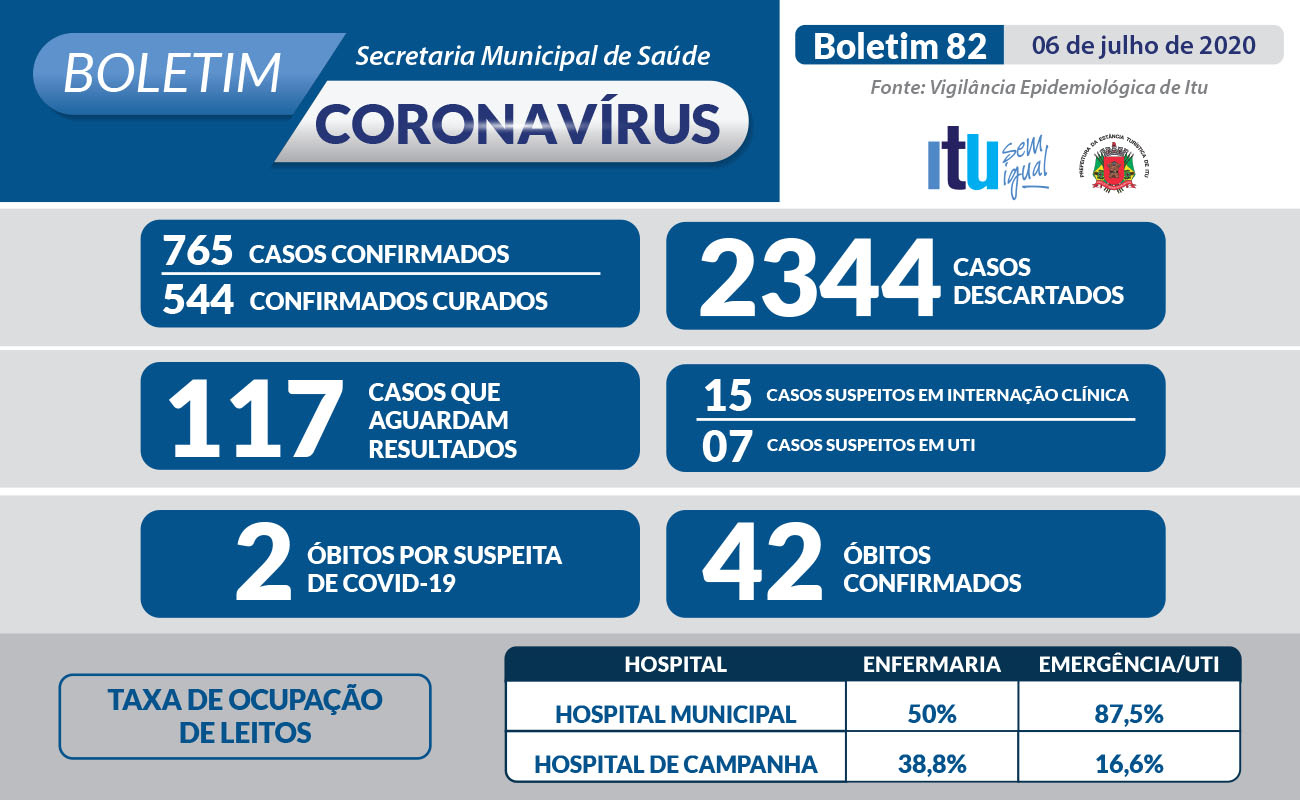 BOLETIM
Secretaria Municipal de Saúde
CORONAVÍRUS
Boletim 82
06 de julho de 2020
Fonte: Vigilância Epidemiológica de Itu
itu
sem
igual
PREFEITURA DA ESTÂNCIA TURÍSTICA DE ITU
765 CASOS CONFIRMADOS
544 CONFIRMADOS CURADOS
2344 CASOS
DESCARTADOS
117 CASOS QUE
AGUARDAM
RESULTADOS
15 CASOS SUSPEITOS EM INTERNAÇÃO CLÍNICA
07 CASOS SUSPEITOS EM UTI
2 ÓBITOS POR SUSPEITA
DE COVID-19
42 ÓBITOS
CONFIRMADOS
TAXA DE OCUPAÇÃO
DE LEITOS
HOSPITAL ENFERMARIA EMERGÊNCIA/UTI
HOSPITAL MUNICIPAL 50% 87,5%
HOSPITAL DE CAMPANHA 38,8% 16,6%